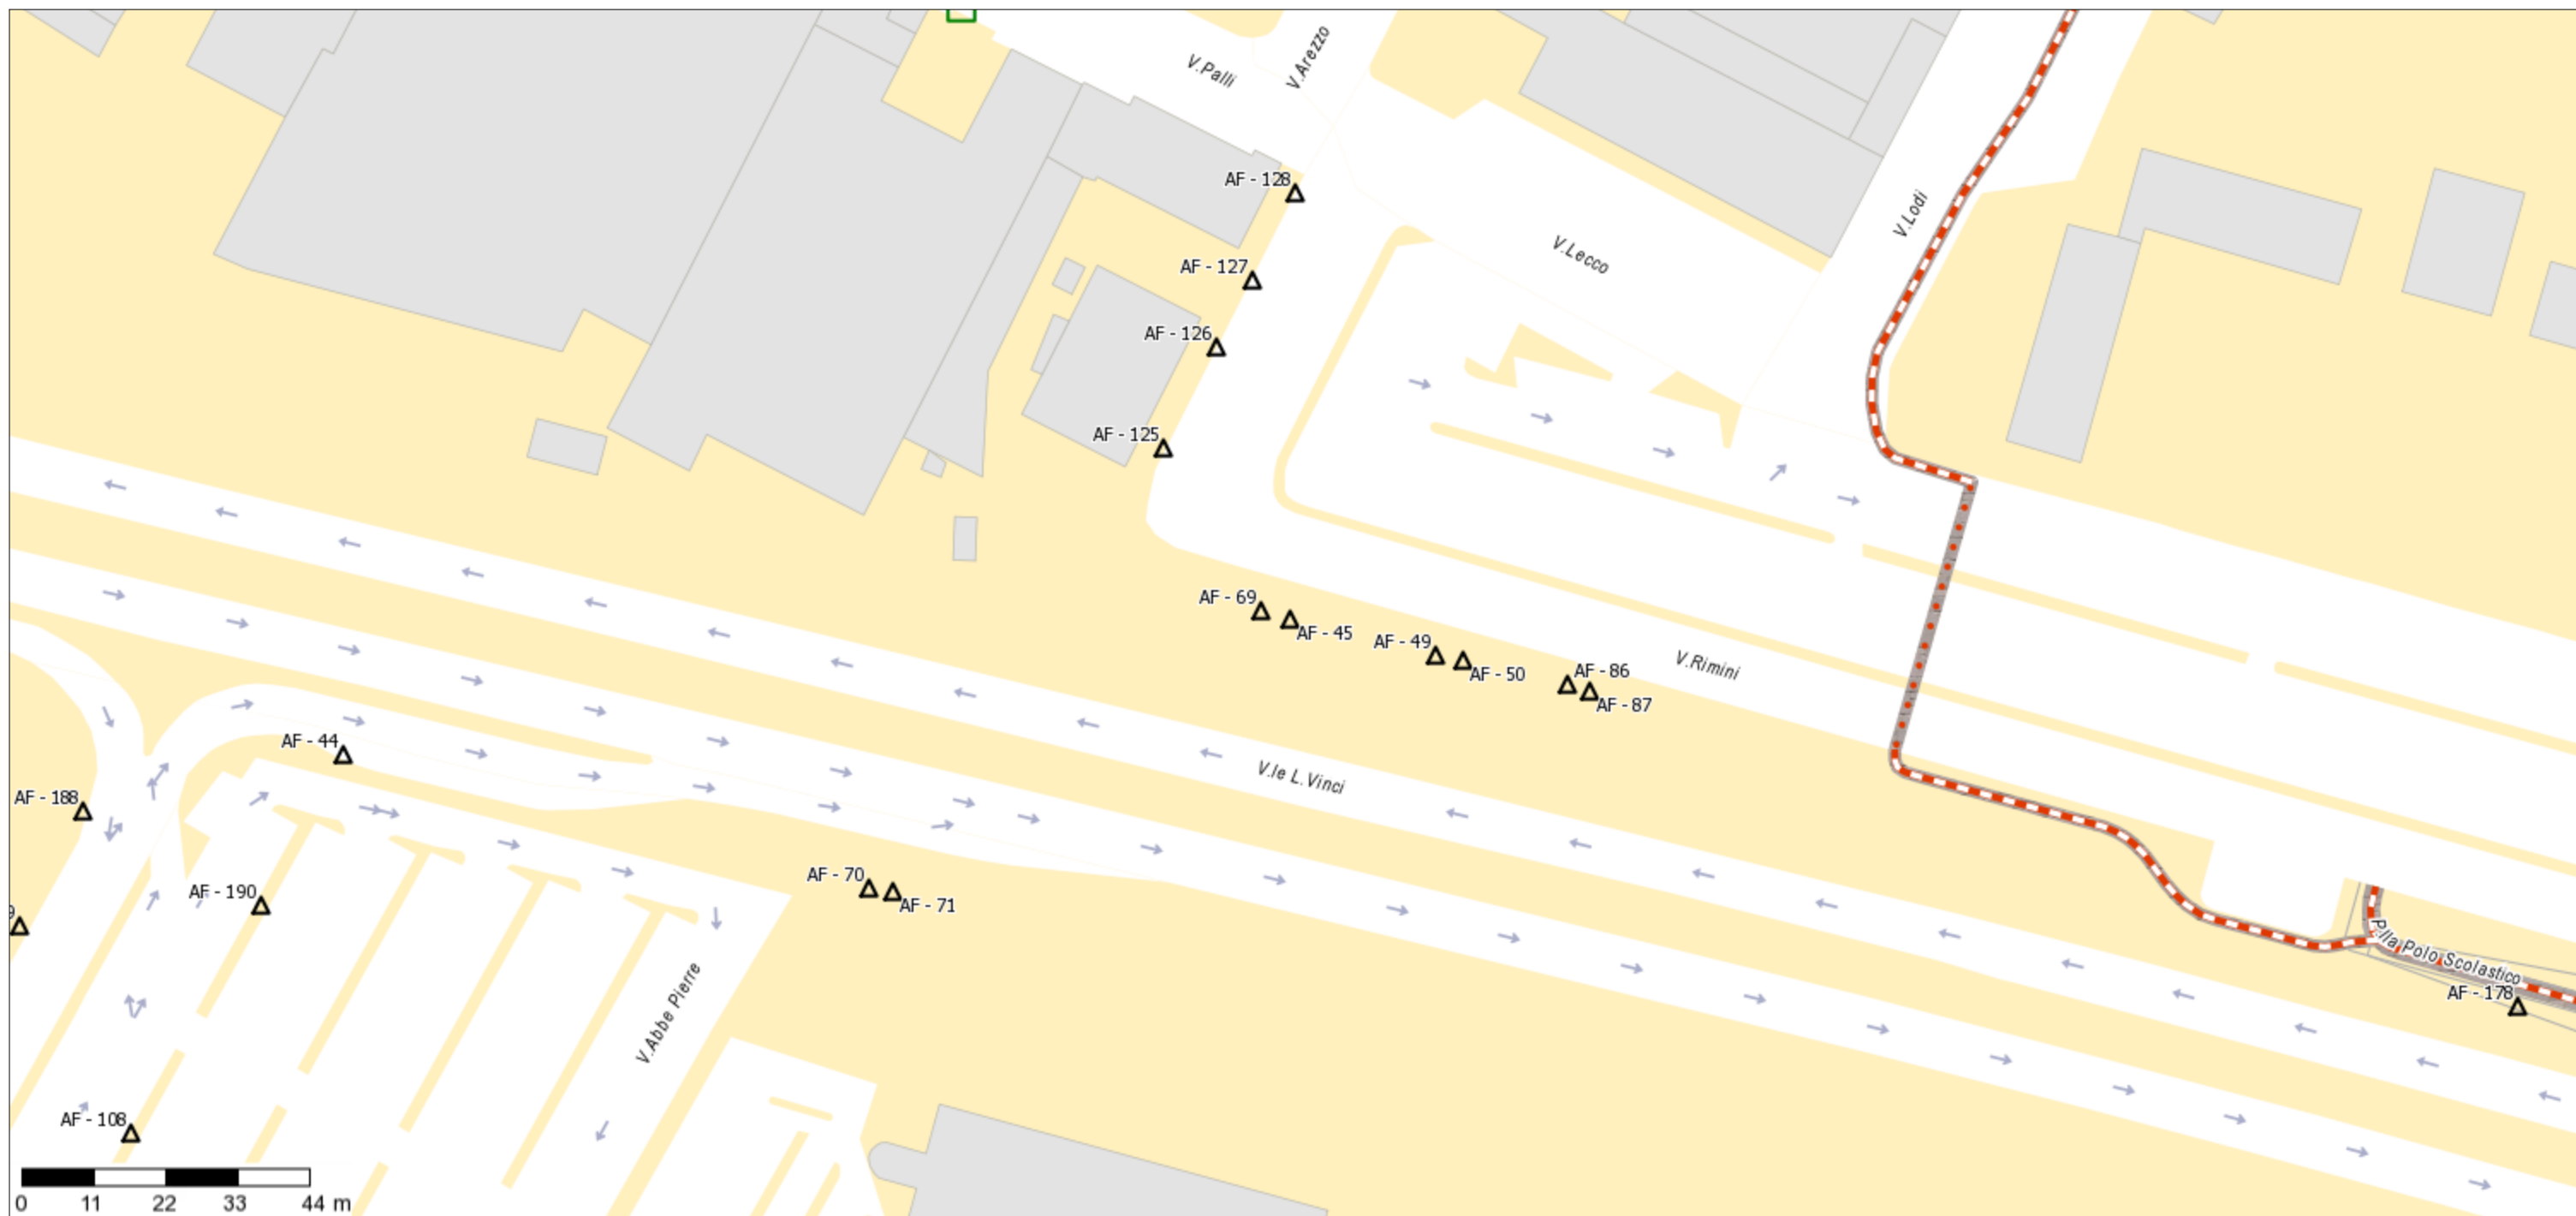 V.Palli
V.Arezzo
AF - 128
V.Lodi
V.Lecco
AF - 127
AF - 126
AF - 125
AF - 69
AF - 45
AF - 49
AF - 50
AF - 86
AF - 87
V.Rimini
AF - 44
V.le L.Vinci
AF - 188
AF - 190
AF - 70
AF - 71
9
P.lla Polo Scolastico
AF - 178
V.Abbe Pierre
AF - 108
0 11 22 33 44 m